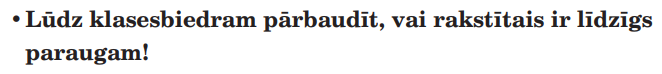 • Lūdz klasesbiedram pārbaudīt, vai rakstītais ir līdzīgs
paraugam!